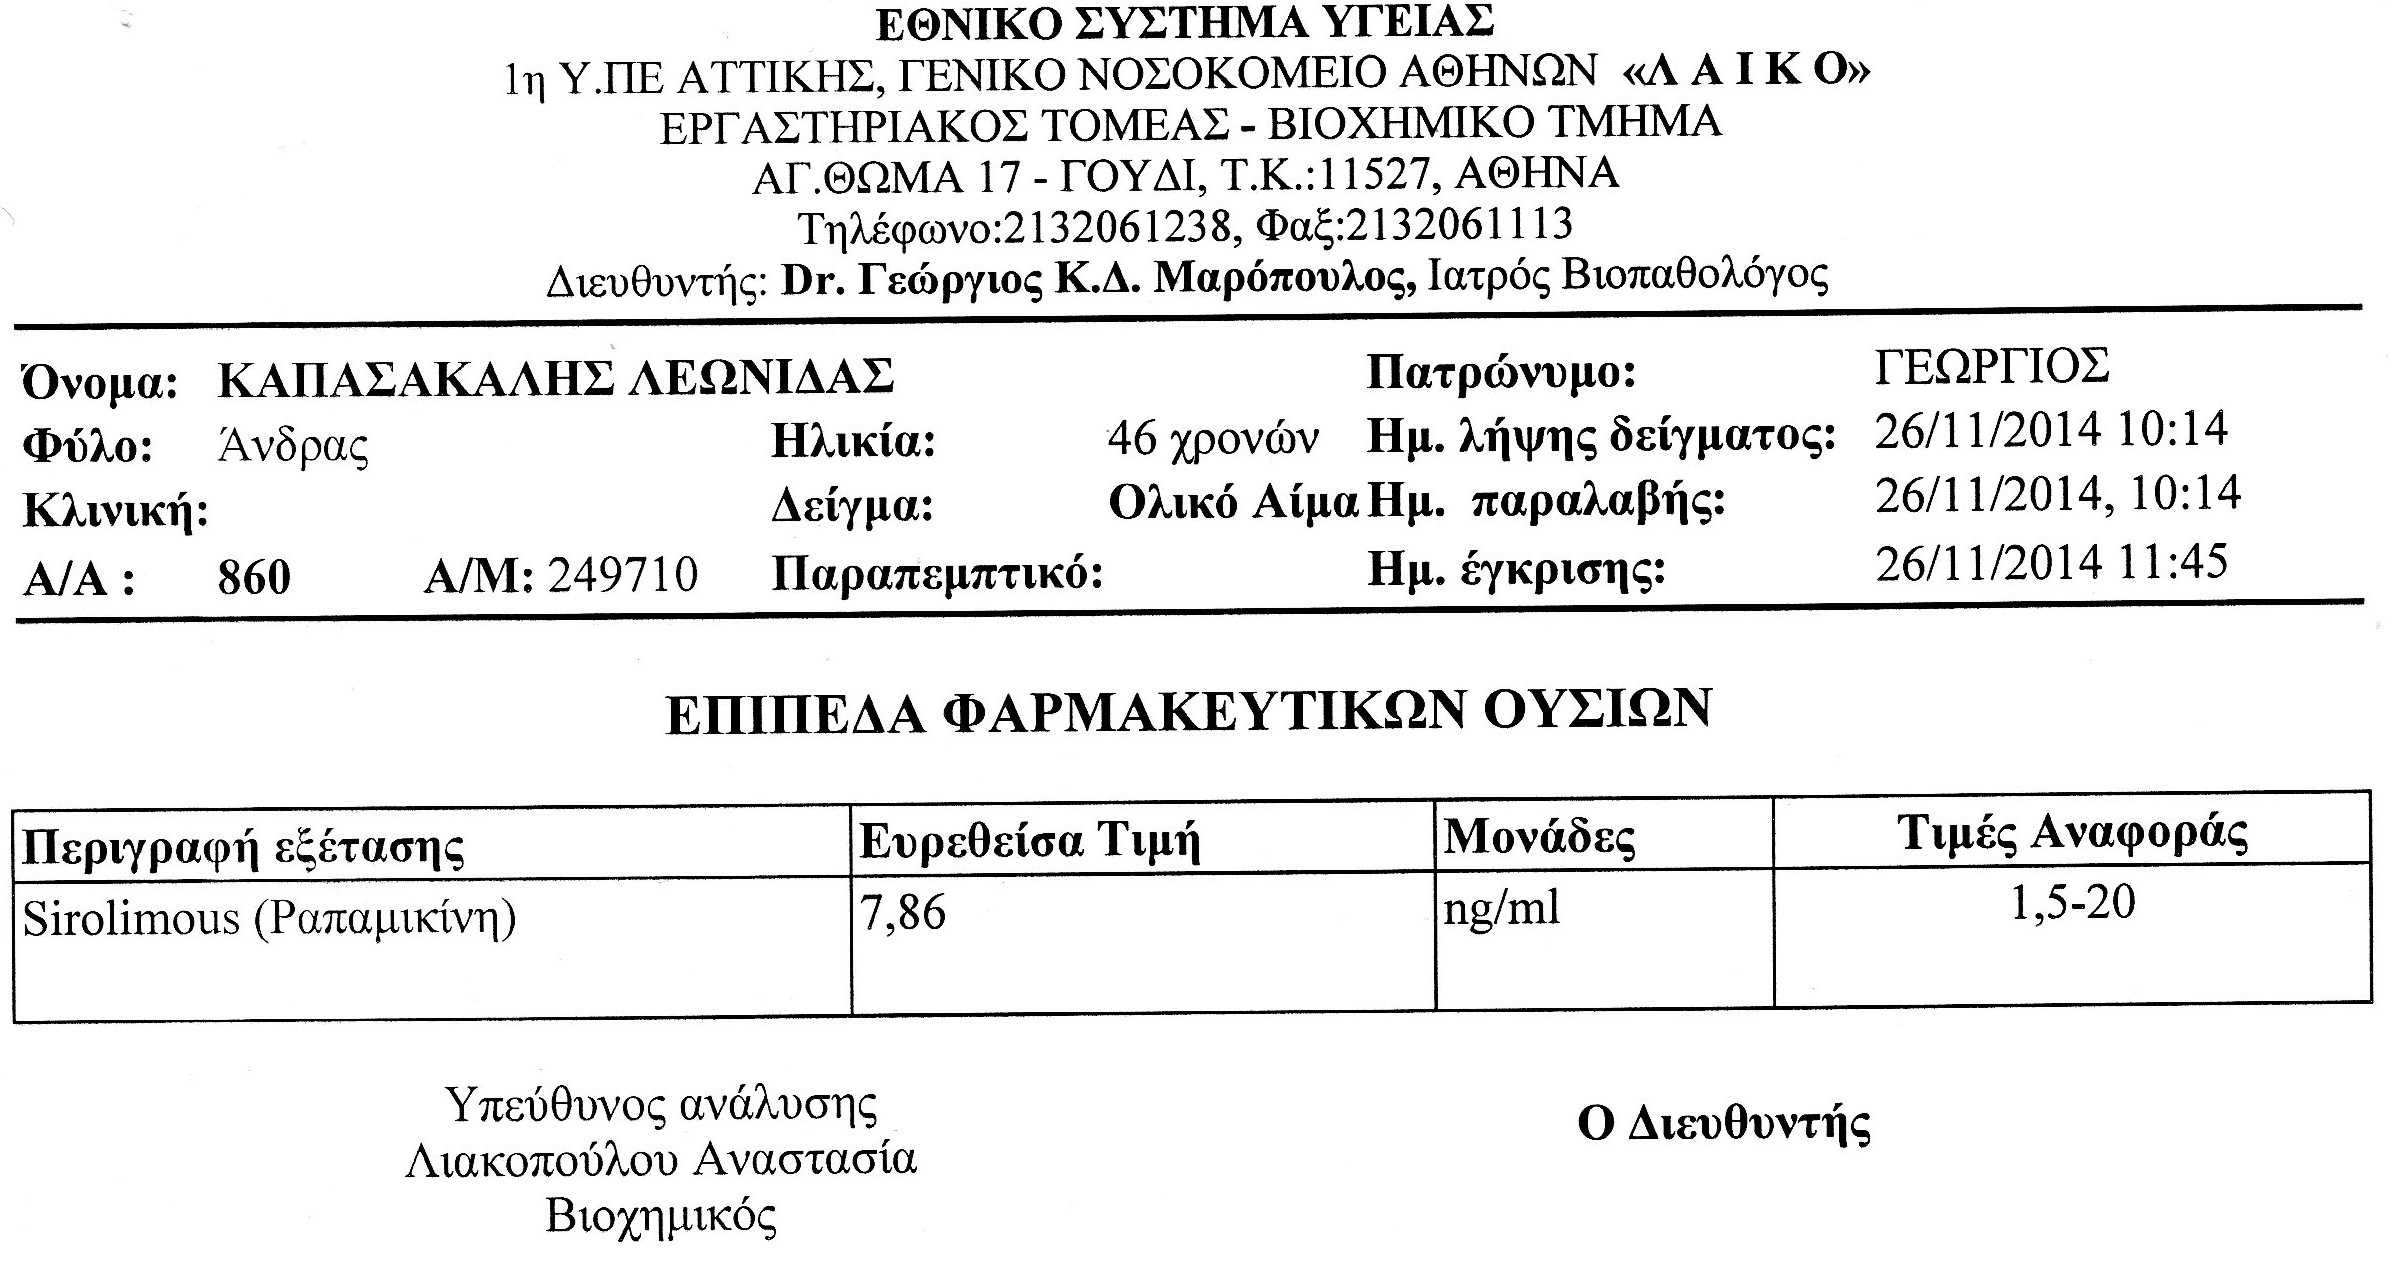 ΕΘΝΙΚΟ ΣΥΣΤΗΜΑ ΥΓΕΙΑΣ
1η Υ.ΠΕ ΑΤΤΙΚΗΣ, ΓΕΝΙΚΟ ΝΟΣΟΚΟΜΕΙΟ ΑΘΗΝΩΝ «Λ Α Ι Κ Ο»
ΕΡΓΑΣΤΗΡΙΑΚΟΣ ΤΟΜΕΑΣ - ΒΙΟΧΗΜΙΚΟ ΤΜΗΜΑ
ΑΓ.ΘΩΜΑ 17 - ΓΟΥΔΙ, Τ.Κ.:11527, ΑΘΗΝΑ
Τηλέφωνο:2132061238, Φαξ:2132061113
Διευθυντής: Dr. Γεώργιος Κ.Δ. Μαρόπουλος, Ιατρός Βιοπαθολόγος
Όνομα: ΚΑΠΑΣΑΚΑΛΗΣ ΛΕΩΝΙΔΑΣ Πατρώνυμο: ΓΕΩΡΓΙΟΣ
Φύλο: Άνδρας Ηλικία: 46 χρονών Ημ. λήψης δείγματος: 26/11/2014 10:14
Κλινική: Δείγμα: Ολικό Αίμα Ημ. παραλαβής: 26/11/2014, 10:14
Α/Α : 860 Α/Μ: 249710 Παραπεμπτικό: Ημ. έγκρισης: 26/11/2014 11:45
ΕΠΙΠΕΔΑ ΦΑΡΜΑΚΕΥΤΙΚΩΝ ΟΥΣΙΩΝ
Περιγραφή εξέτασης Ευρεθείσα Τιμή Μονάδες Τιμές Αναφοράς
Sirolimous (Ραπαμικίνη) 7,86 ng/ml 1,5-20
Υπεύθυνος ανάλυσης Ο Διευθυντής
Λιακοπούλου Αναστασία
Βιοχημικός